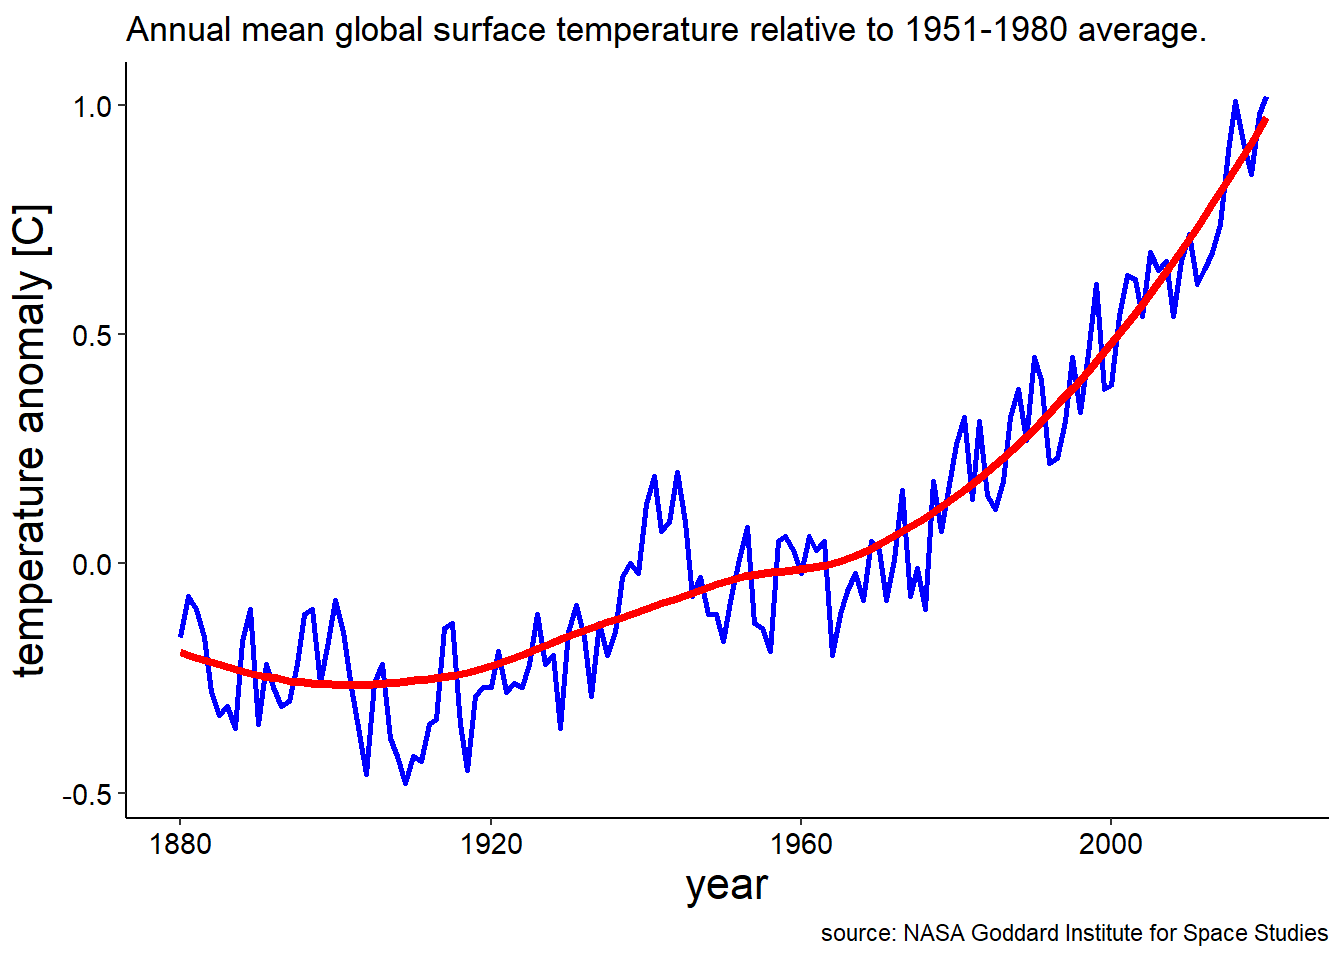 Annual mean global surface temperature relative to 1951-1980 average.
temperature anomaly [C]
1.0
0.5
0.0
-0.5
1880 1920 1960 2000
year
source: NASA Goddard Institute for Space Studies